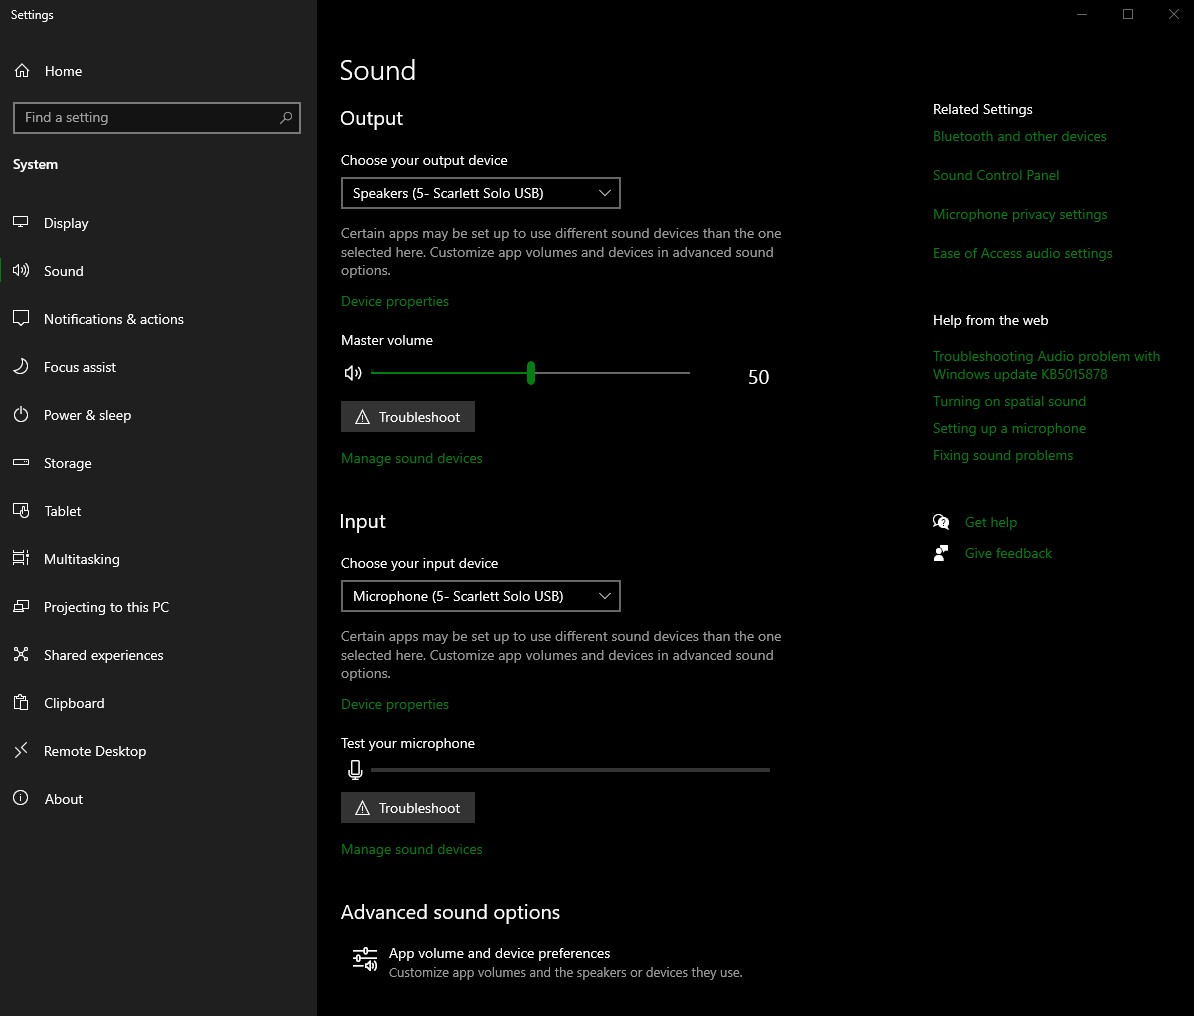 Settings
Home
Find a setting
System
Display
Sound
Notifications & actions
Focus assist
Power & sleep
Storage
Tablet
Multitasking
Projecting to this PC
Shared experiences
Clipboard
Remote Desktop
About
Sound
Output
Choose your output device
Speakers (5- Scarlett Solo USB)
Certain apps may be set up to use different sound devices than the one
selected here. Customize app volumes and devices in advanced sound
options.
Device properties
Master volume
50
Troubleshoot
Manage sound devices
Input
Choose your input device
Microphone (5- Scarlett Solo USB)
Certain apps may be set up to use different sound devices than the one
selected here. Customize app volumes and devices in advanced sound
options.
Device properties
Test your microphone
Troubleshoot
Manage sound devices
Advanced sound options
App volume and device preferences
Customize app volumes and the speakers or devices they use.
Related Settings
Bluetooth and other devices
Sound Control Panel
Microphone privacy settings
Ease of Access audio settings
Help from the web
Troubleshooting Audio problem with
Windows update KB5015878
Turning on spatial sound
Setting up a microphone
Fixing sound problems
Get help
Give feedback